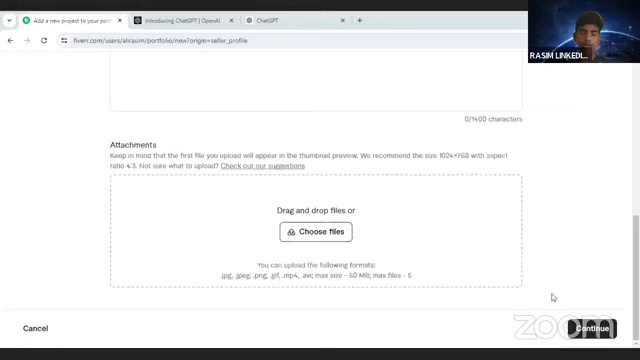 Add a new project to your port
Introducing ChatGPT | OpenAI
ChatGPT
fiverr.com/users/alirasim/portfolio/new?origin=seller_profile
RASIM LINKEDI...
0/1400 characters
Attachments
Keep in mind that the first file you upload will appear in the thumbnail preview. We recommend the size 1024x768 with aspect
ratio 4:3. Not sure what to upload? Check out our suggestions
Drag and drop files or
Choose files
You can upload the following formats:
.jpg, .jpeg, .png, .gif, .mp4, .avi; max size - 50 MB; max files - 5
Cancel
Continue
zoom